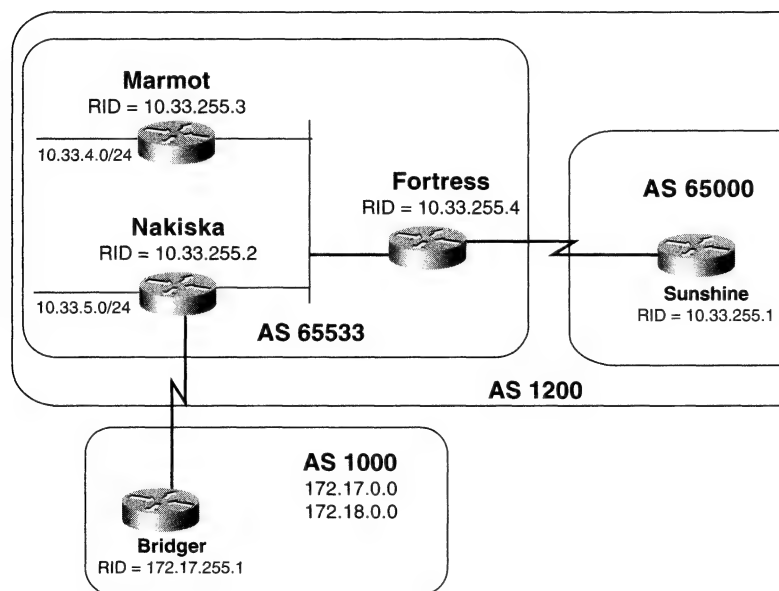 Marmot
RID = 10.33.255.3
10.33.4.0/24
Fortress
RID = 10.33.255.4
AS 65000
Nakiska
RID = 10.33.255.2
Sunshine
RID = 10.33.255.1
10.33.5.0/24
AS 65533
AS 1200
AS 1000
172.17.0.0
172.18.0.0
Bridger
RID = 172.17.255.1